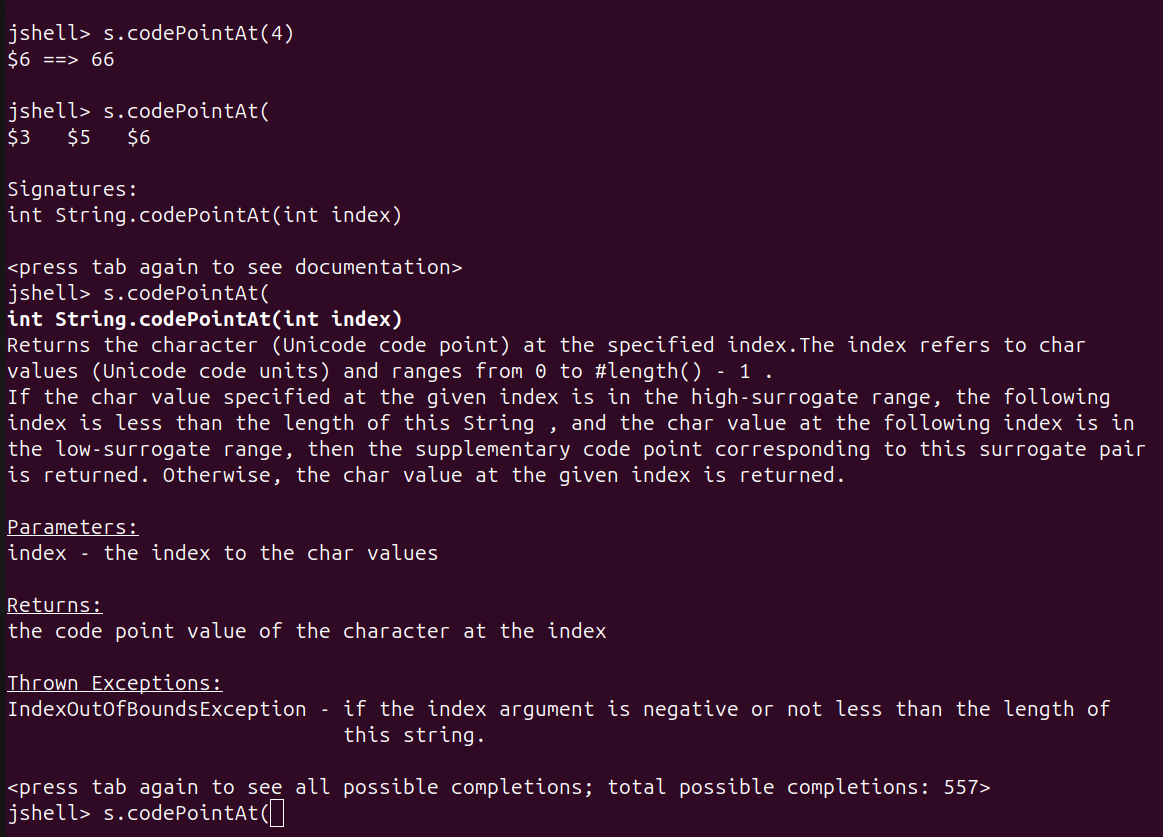 jshell> s.codePointAt(4)
$6 ==> 66
jshell> s.codePointAt(
$3   $5   $6
Signatures:
int String.codePointAt(int index)
<press tab again to see documentation>
jshell> s.codePointAt(
int String.codePointAt(int index)
Returns the character (Unicode code point) at the specified index.The index refers to char
values (Unicode code units) and ranges from 0 to #length() - 1 .
If the char value specified at the given index is in the high-surrogate range, the following
index is less than the length of this String , and the char value at the following index is in
the low-surrogate range, then the supplementary code point corresponding to this surrogate pair
is returned. Otherwise, the char value at the given index is returned.
Parameters:
index - the index to the char values
Returns:
the code point value of the character at the index
Thrown Exceptions:
IndexOutOfBoundsException - if the index argument is negative or not less than the length of
this string.
<press tab again to see all possible completions; total possible completions: 557>
jshell> s.codePointAt(